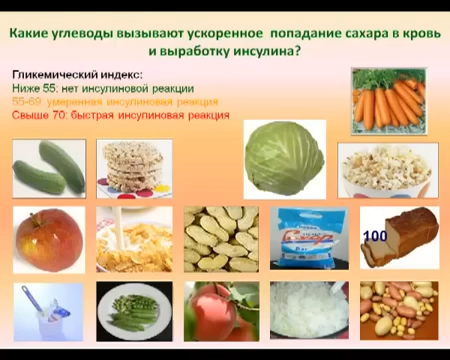 Какие углеводы вызывают ускоренное попадание сахара в кровь
и выработку инсулина?
Гликемический индекс:
Ниже 55: нет инсулиновой реакции
55-69: умеренная инсулиновая реакция
Свыше 70: быстрая инсулиновая реакция
100